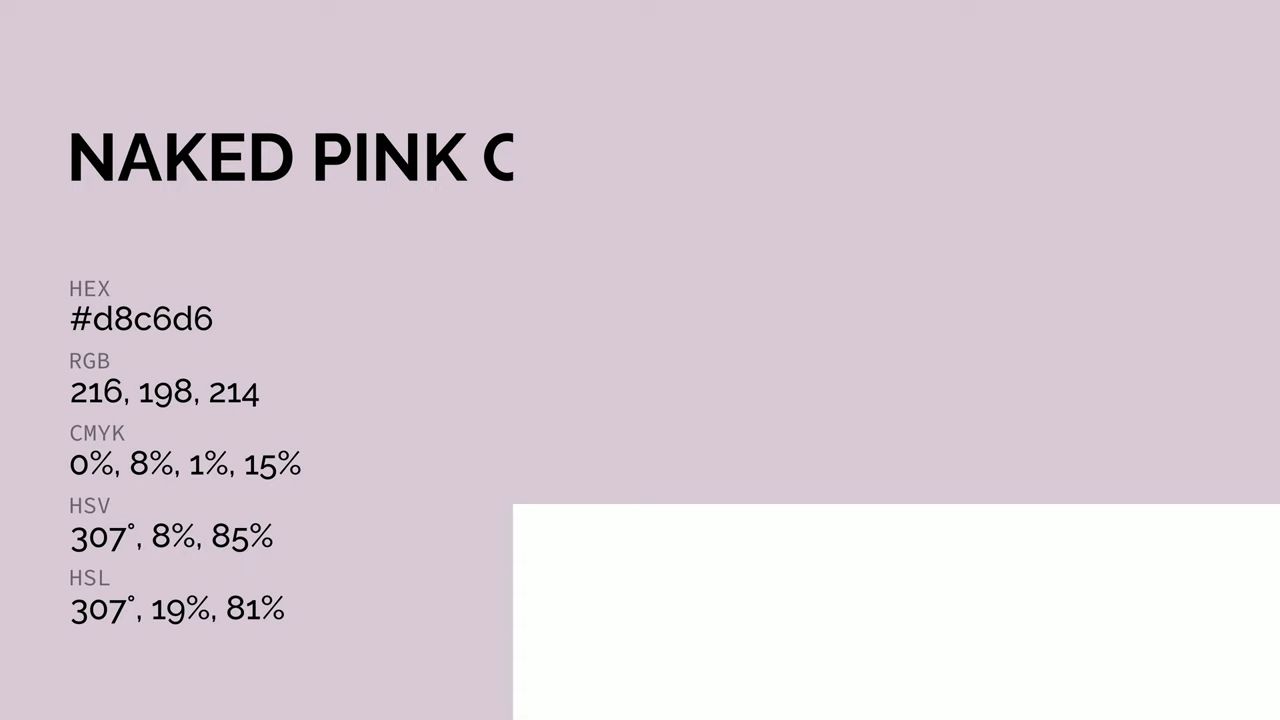 NAKED PINK C
HEX
#d8c6d6
RGB
216, 198, 214
CMYK
0%, 8%, 1%, 15%
HSV
307°, 8%, 85%
HSL
307°, 19%, 81%